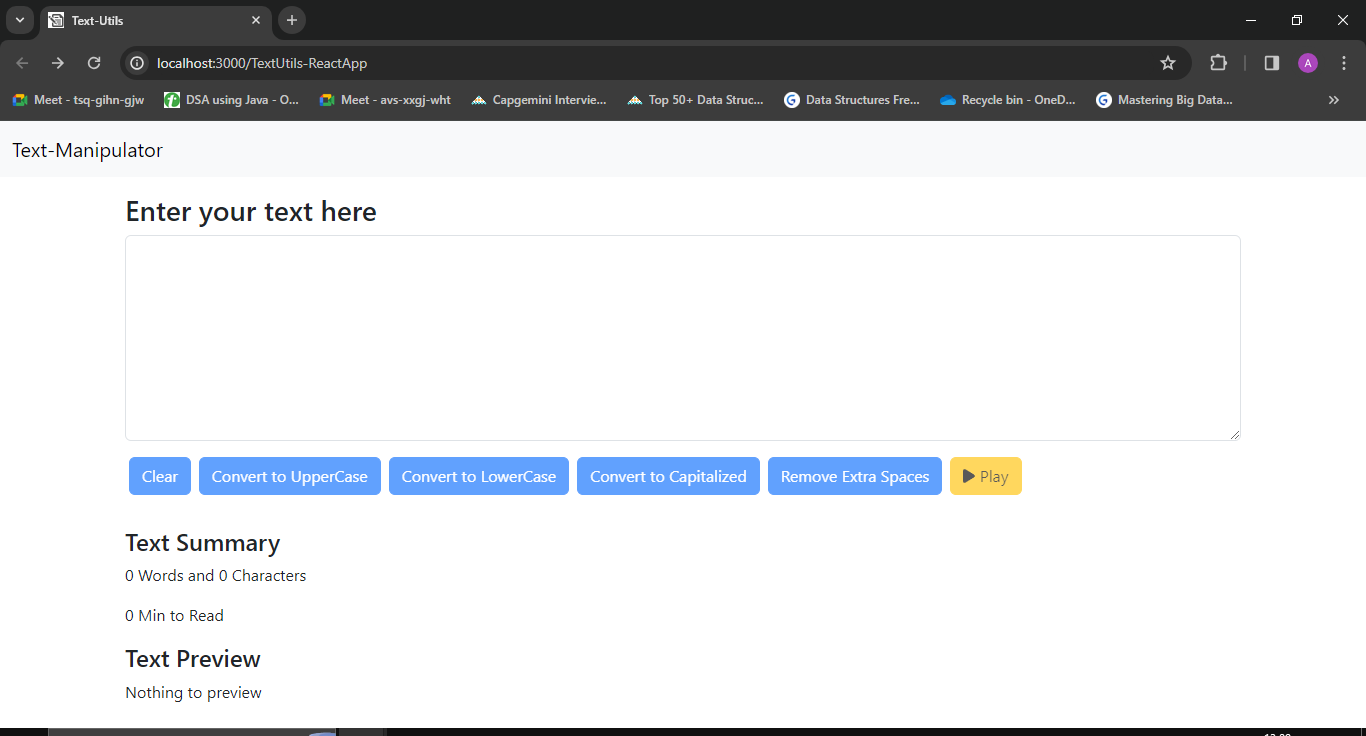 Text-Utils
localhost:3000/TextUtils-ReactApp
A
Meet - tsq-gihn-gjw DSA using Java - O... Meet - avs-xxgj-wht Capgemini Intervie... Top 50+ Data Struc... Data Structures Fre... Recycle bin - OneD... Mastering Big Data...
Text-Manipulator
Enter your text here
Clear Convert to UpperCase Convert to LowerCase Convert to Capitalized Remove Extra Spaces Play
Text Summary
0 Words and 0 Characters
0 Min to Read
Text Preview
Nothing to preview